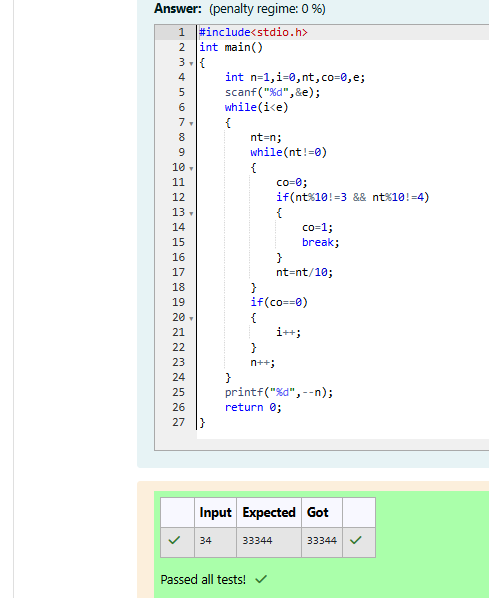 Answer: (penalty regime: 0 %)
1 #include<stdio.h>
2 int main()
3 {
4     int n=1,i=0,nt,co=0,e;
5     scanf("%d",&e);
6     while(i<e)
7     {
8         nt=n;
9         while(nt!=0)
10         {
11             co=0;
12             if(nt%10!=3 && nt%10!=4)
13             {
14                 co=1;
15                 break;
16             }
17             nt=nt/10;
18         }
19         if(co==0)
20         {
21             i++;
22         }
23         n++;
24     }
25     printf("%d",--n);
26     return 0;
27 }
Input Expected Got
34 33344 33344
Passed all tests!